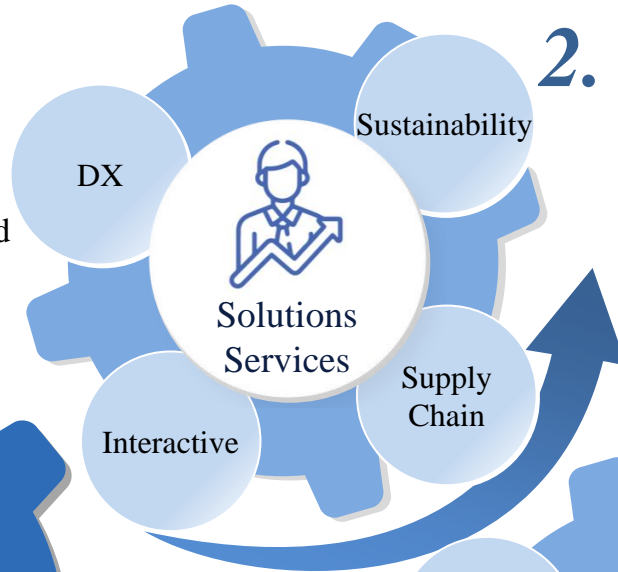 2.
Sustainability
DX
d
Solutions
Services
Supply
Chain
Interactive